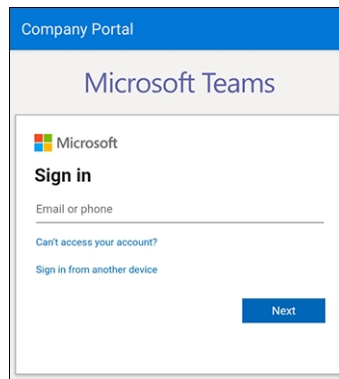 Company Portal
Microsoft Teams
Microsoft
Sign in
Email or phone
Can't access your account?
Sign in from another device
Next